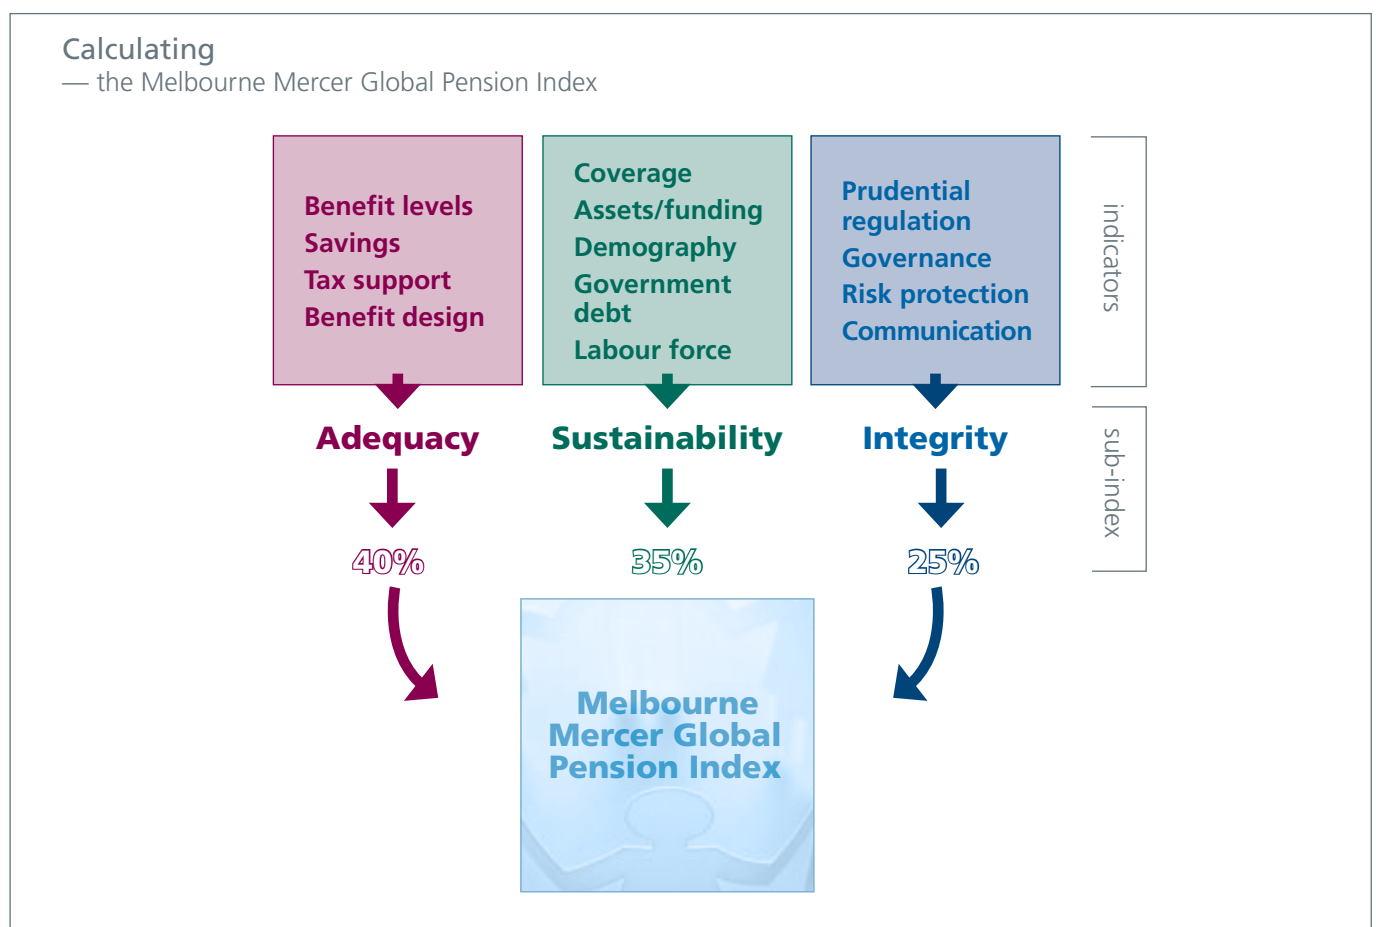 Calculating
— the Melbourne Mercer Global Pension Index
Benefit levels
Savings
Tax support
Benefit design
Coverage
Assets/funding
Demography
Government
debt
Labour force
Prudential
regulation
Governance
Risk protection
Communication
indicators
Adequacy
Sustainability
Integrity
sub-index
40%
35%
25%
Melbourne
Mercer Global
Pension Index